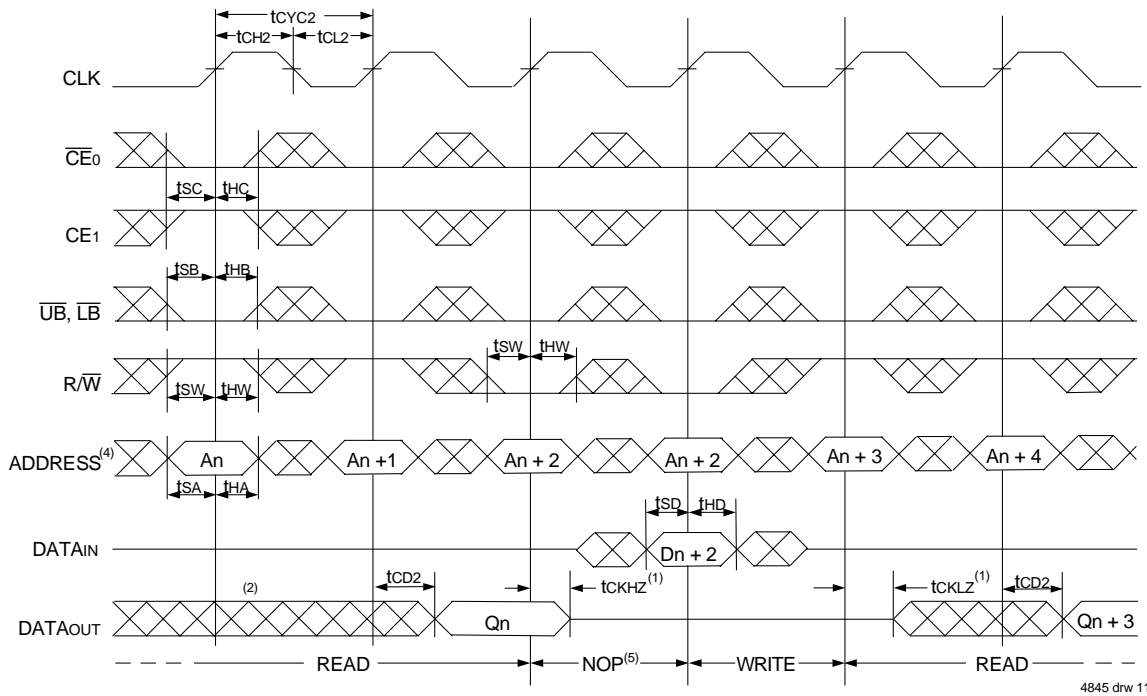 tCYC2
tCH2 tCL2
CLK
CE0
tSC tHC
CE1
tSB tHB
UB, LB
tSW tHW
R/W
tSW tHW
ADDRESS(4) An An +1 An + 2 An + 2 An + 3 An + 4
tSA tHA
tSD tHD
DATAIN Dn + 2
(2) tCD2 tCKHZ(1) tCKLZ(1) tCD2
DATAOUT Qn Qn + 3
READ NOP(5) WRITE READ
4845 drw 11